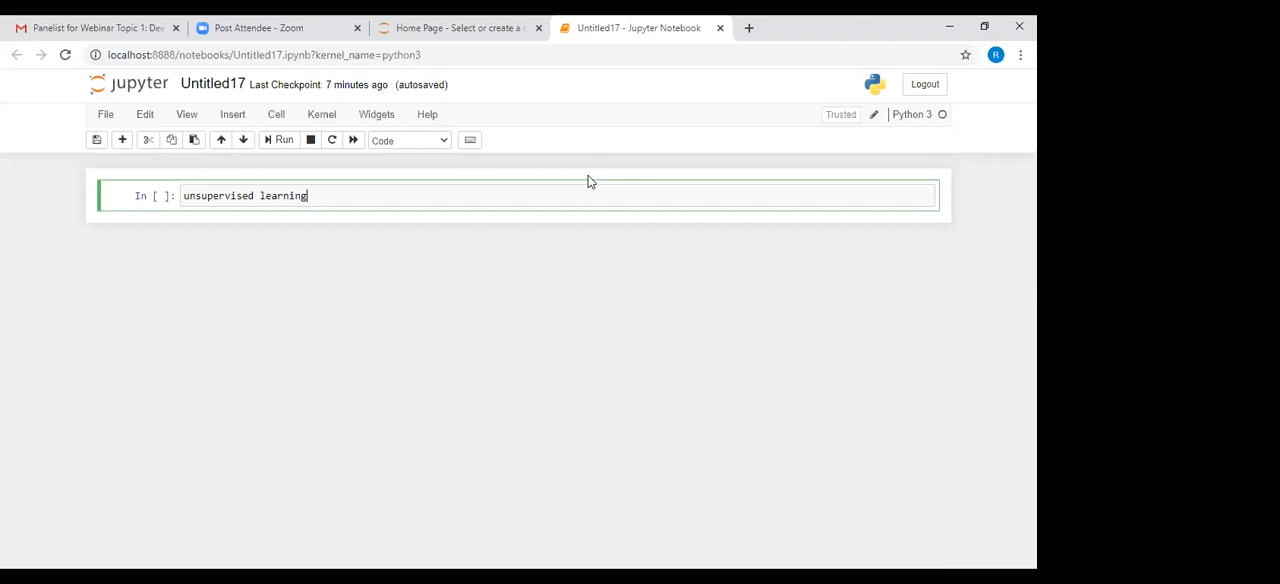 Panelist for Webinar Topic 1: Dee
Post Attendee - Zoom
Home Page - Select or create a n
Untitled17 - Jupyter Notebook
localhost:8888/notebooks/Untitled17.ipynb?kernel_name=python3
R
jupyter Untitled17 Last Checkpoint: 7 minutes ago (autosaved)
Logout
File Edit View Insert Cell Kernel Widgets Help
Trusted Python 3
Run Code
In [ ]: unsupervised learning